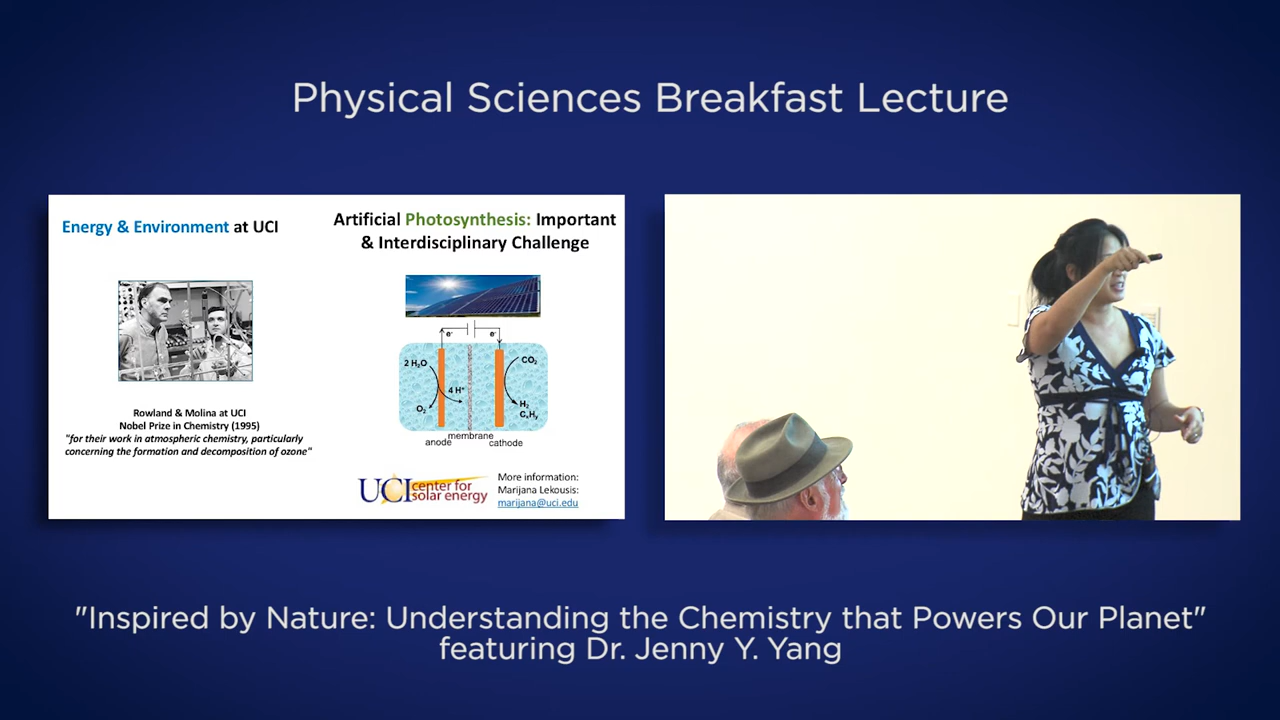 Physical Sciences Breakfast Lecture
Energy & Environment at UCI
Rowland & Molina at UCI
Nobel Prize in Chemistry (1995)
"for their work in atmospheric chemistry, particularly
concerning the formation and decomposition of ozone"
Artificial Photosynthesis: Important
& Interdisciplinary Challenge
e⁻ e⁻
2 H₂O
CO₂
4 H⁺
O₂
H₂
CₓHᵧ
membrane
anode cathode
UCI center for
solar energy
More information:
Marijana Lekousis:
marijana@uci.edu
"Inspired by Nature: Understanding the Chemistry that Powers Our Planet"
featuring Dr. Jenny Y. Yang